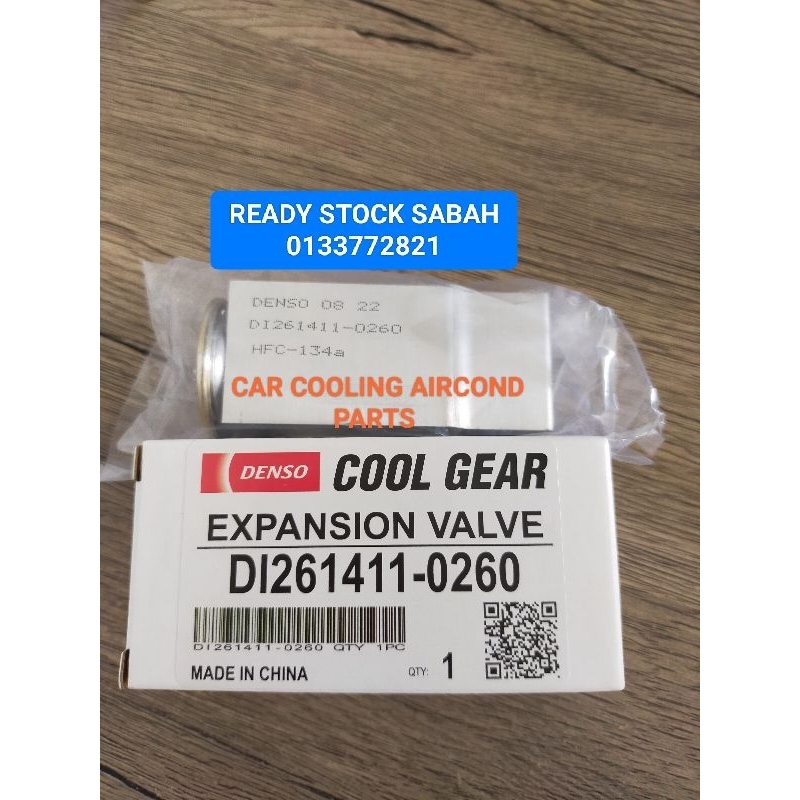 READY STOCK SABAH
0133772821
DENSO 08 22
DI261411-0260
HFC-134a
CAR COOLING AIRCOND
PARTS
DENSO COOL GEAR
EXPANSION VALVE
DI261411-0260
DI261411-0260 QTY 1PC
MADE IN CHINA QTY: 1